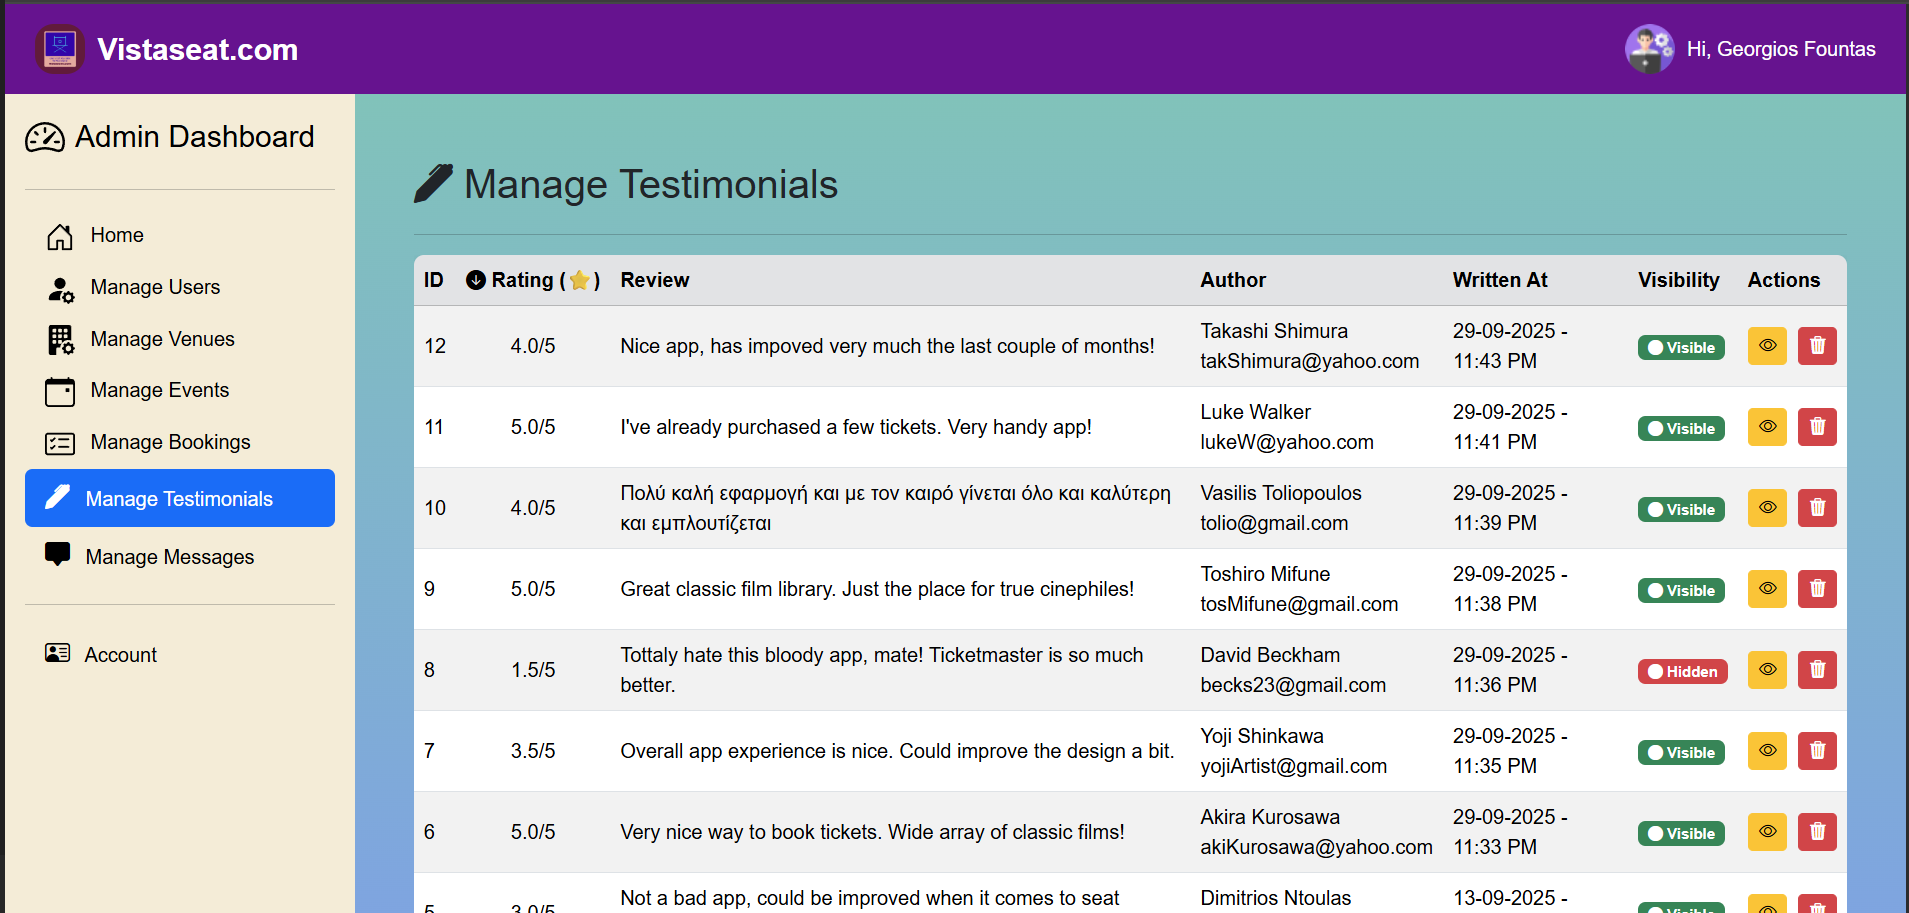 Vistaseat.com
Hi, Georgios Fountas
Admin Dashboard
Home
Manage Users
Manage Venues
Manage Events
Manage Bookings
Manage Testimonials
Manage Messages
Account
Manage Testimonials
ID Rating (⭐) Review Author Written At Visibility Actions
12 4.0/5 Nice app, has impoved very much the last couple of months! Takashi Shimura 29-09-2025 - Visible
takShimura@yahoo.com 11:43 PM
11 5.0/5 I've already purchased a few tickets. Very handy app! Luke Walker 29-09-2025 - Visible
lukeW@yahoo.com 11:41 PM
10 4.0/5 Πολύ καλή εφαρμογή και με τον καιρό γίνεται όλο και καλύτερη Vasilis Toliopoulos 29-09-2025 - Visible
και εμπλουτίζεται tolio@gmail.com 11:39 PM
9 5.0/5 Great classic film library. Just the place for true cinephiles! Toshiro Mifune 29-09-2025 - Visible
tosMifune@gmail.com 11:38 PM
8 1.5/5 Tottaly hate this bloody app, mate! Ticketmaster is so much David Beckham 29-09-2025 - Hidden
better. becks23@gmail.com 11:36 PM
7 3.5/5 Overall app experience is nice. Could improve the design a bit. Yoji Shinkawa 29-09-2025 - Visible
yojiArtist@gmail.com 11:35 PM
6 5.0/5 Very nice way to book tickets. Wide array of classic films! Akira Kurosawa 29-09-2025 - Visible
akiKurosawa@yahoo.com 11:33 PM
5 3.0/5 Not a bad app, could be improved when it comes to seat Dimitrios Ntoulas 13-09-2025 - Visible